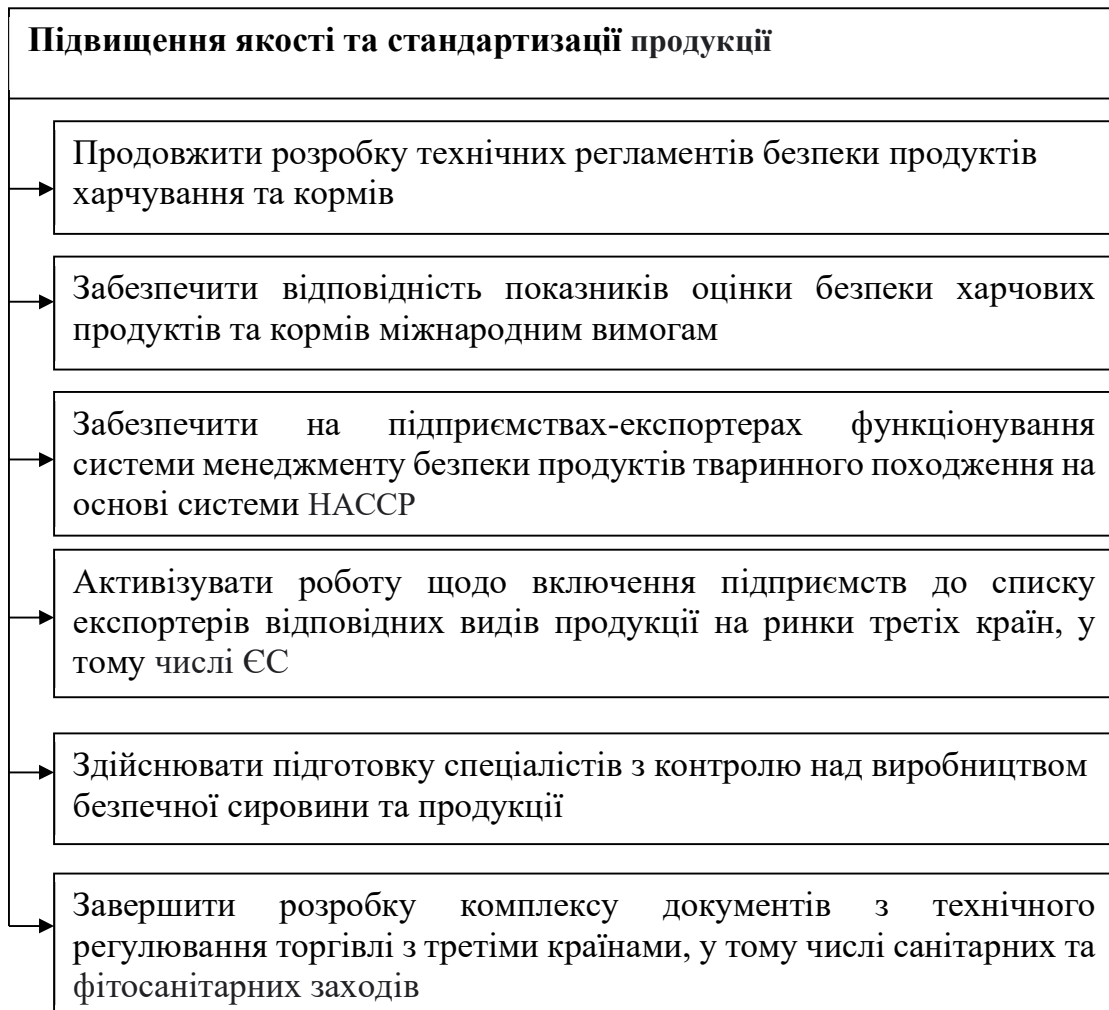 Підвищення якості та стандартизації продукції
Продовжити розробку технічних регламентів безпеки продуктів
харчування та кормів
Забезпечити відповідність показників оцінки безпеки харчових
продуктів та кормів міжнародним вимогам
Забезпечити на підприємствах-експортерах функціонування
системи менеджменту безпеки продуктів тваринного походження на
основі системи НАССР
Активізувати роботу щодо включення підприємств до списку
експортерів відповідних видів продукції на ринки третіх країн, у
тому числі ЄС
Здійснювати підготовку спеціалістів з контролю над виробництвом
безпечної сировини та продукції
Завершити розробку комплексу документів з технічного
регулювання торгівлі з третіми країнами, у тому числі санітарних та
фітосанітарних заходів